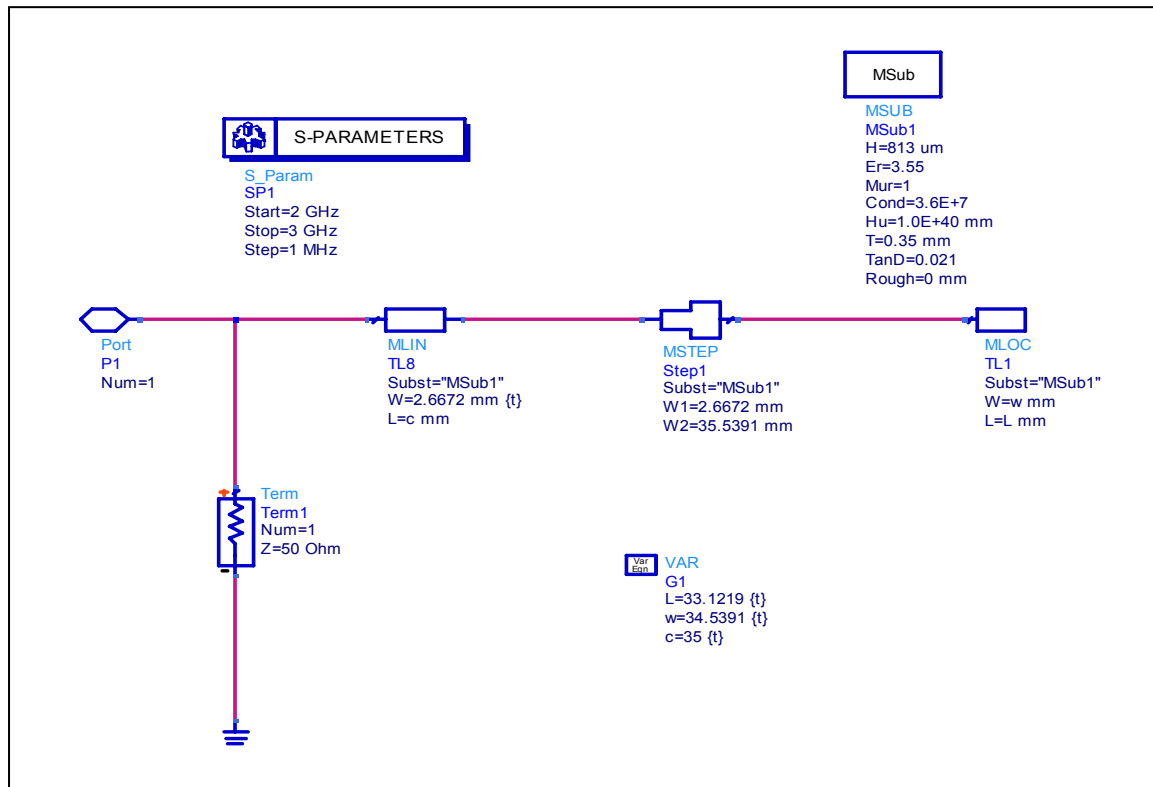 MSub
MSUB
MSub1
H=813 um
Er=3.55
Mur=1
Cond=3.6E+7
Hu=1.0E+40 mm
T=0.35 mm
TanD=0.021
Rough=0 mm
S-PARAMETERS
S_Param
SP1
Start=2 GHz
Stop=3 GHz
Step=1 MHz
Port
P1
Num=1
MLIN
TL8
Subst="MSub1"
W=2.6672 mm {t}
L=c mm
MSTEP
Step1
Subst="MSub1"
W1=2.6672 mm
W2=35.5391 mm
MLOC
TL1
Subst="MSub1"
W=w mm
L=L mm
Term
Term1
Num=1
Z=50 Ohm
Var
Eqn
VAR
G1
L=33.1219 {t}
w=34.5391 {t}
c=35 {t}